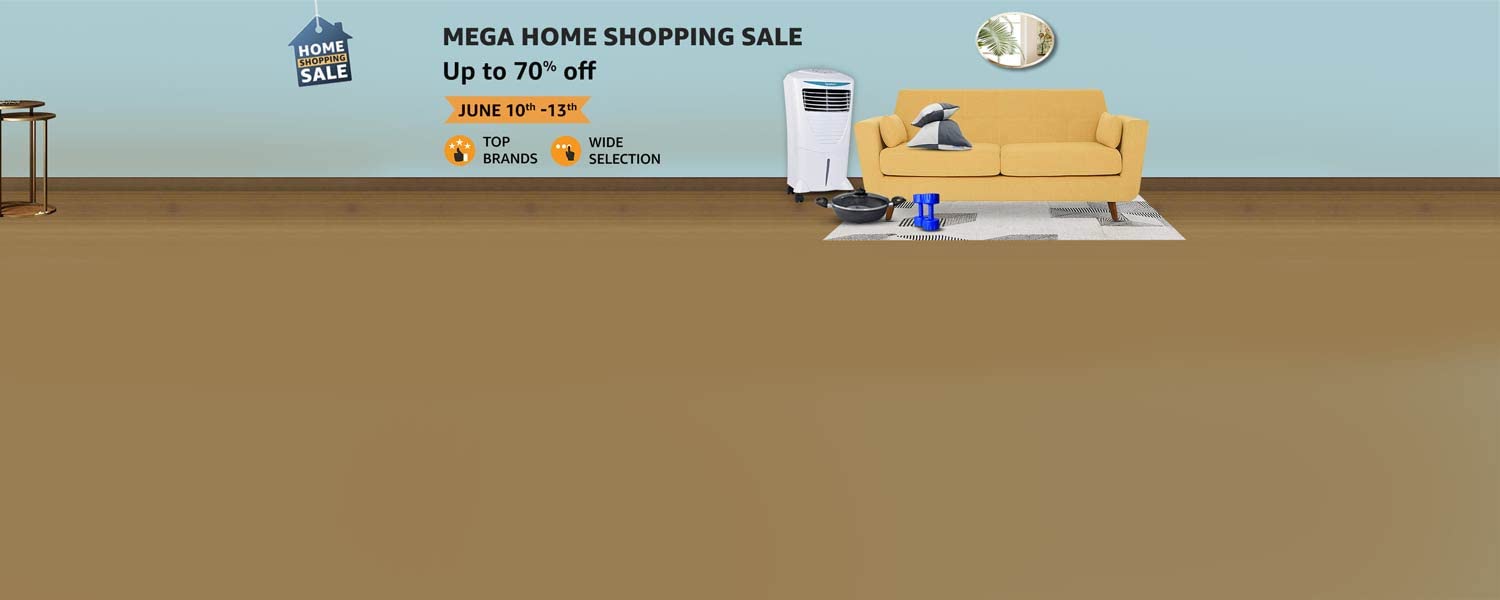 HOME
SHOPPING
SALE
MEGA HOME SHOPPING SALE
Up to 70% off
JUNE 10th -13th
TOP
BRANDS
WIDE
SELECTION